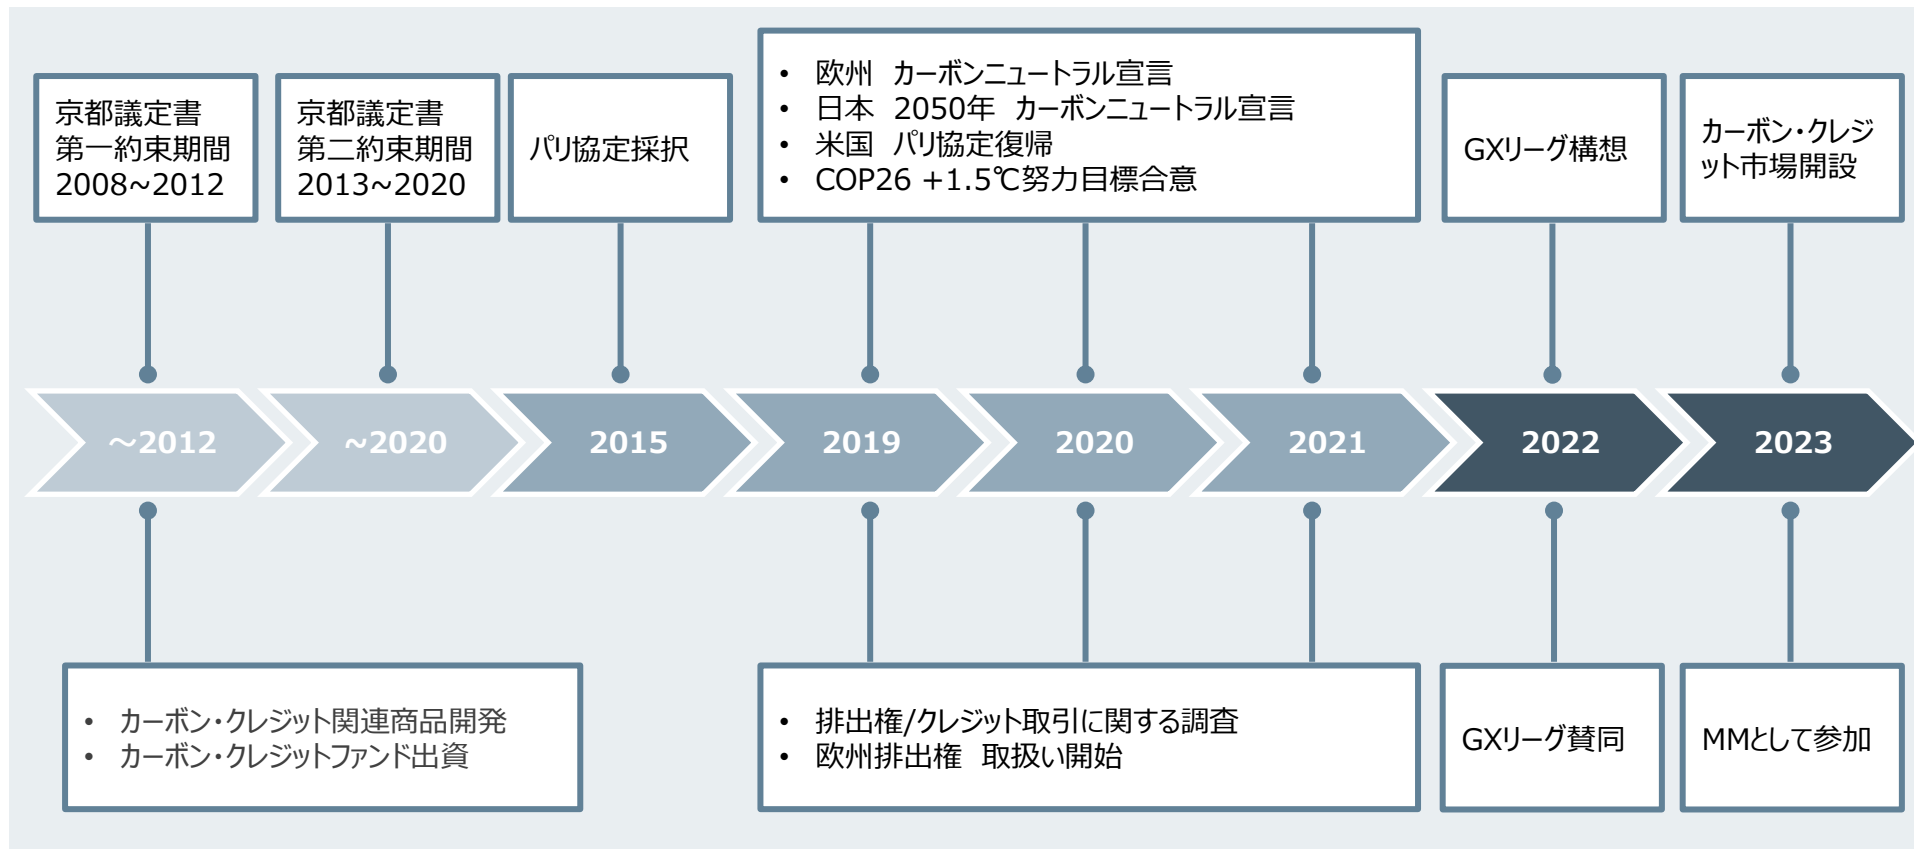 京都議定書
第一約束期間
2008~2012
京都議定書
第二約束期間
2013~2020
パリ協定採択
• 欧州　カーボンニュートラル宣言
• 日本　2050年　カーボンニュートラル宣言
• 米国　パリ協定復帰
• COP26 +1.5℃努力目標合意
GXリーグ構想
カーボン・クレジ
ット市場開設
～2012
~2020
2015
2019
2020
2021
2022
2023
• カーボン・クレジット関連商品開発
• カーボン・クレジットファンド出資
• 排出権/クレジット取引に関する調査
• 欧州排出権　取扱い開始
GXリーグ賛同
MMとして参加